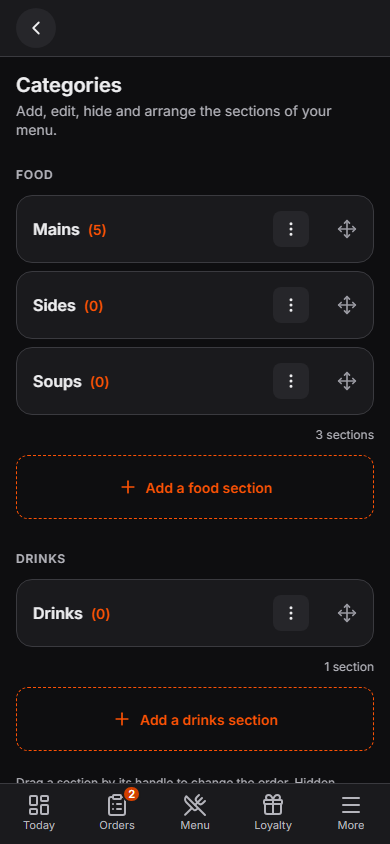 Categories
Add, edit, hide and arrange the sections of your
menu.
FOOD
Mains (5)
Sides (0)
Soups (0)
3 sections
+ Add a food section
DRINKS
Drinks (0)
1 section
+ Add a drinks section
Drag a section by its handle to change the order. Hidden
2
Today
Orders
Menu
Loyalty
More